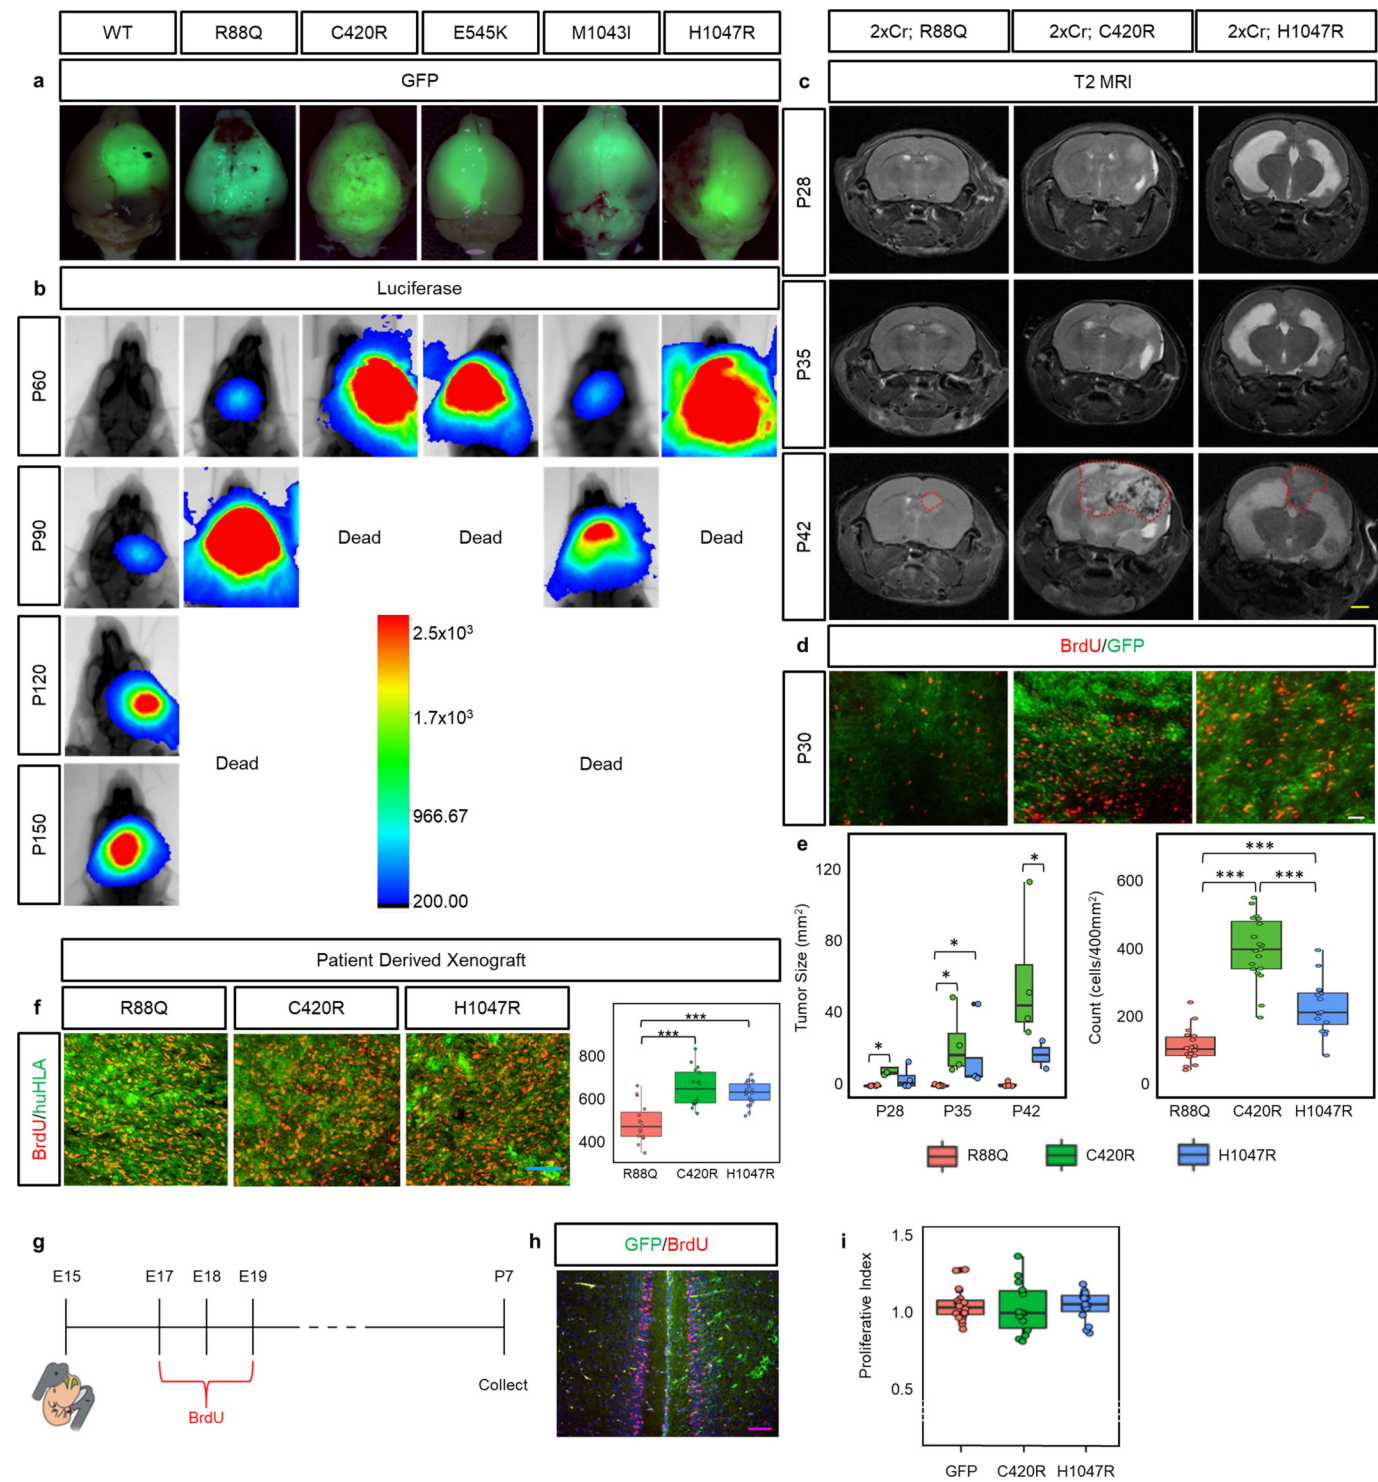 WT R88Q C420R E545K M1043I H1047R
a GFP
b Luciferase
P60
P90 Dead Dead Dead
P120
P150
Dead Dead
2.5x10³
1.7x10³
966.67
200.00
2xCr; R88Q 2xCr; C420R 2xCr; H1047R
c T2 MRI
P28
P35
P42
d BrdU/GFP
P30
e
Tumor Size (mm²)
120
80
40
0
* * * *
P28 P35 P42
Count (cells/400mm²)
600
400
200
0
***
*** ***
R88Q C420R H1047R
R88Q C420R H1047R
Patient Derived Xenograft
f R88Q C420R H1047R
BrdU/huHLA
800
600
400
***
***
R88Q C420R H1047R
g
E15 E17 E18 E19 P7
BrdU
Collect
h GFP/BrdU
i
Proliferative Index
1.5
1.0
0.5
GFP C420R H1047R